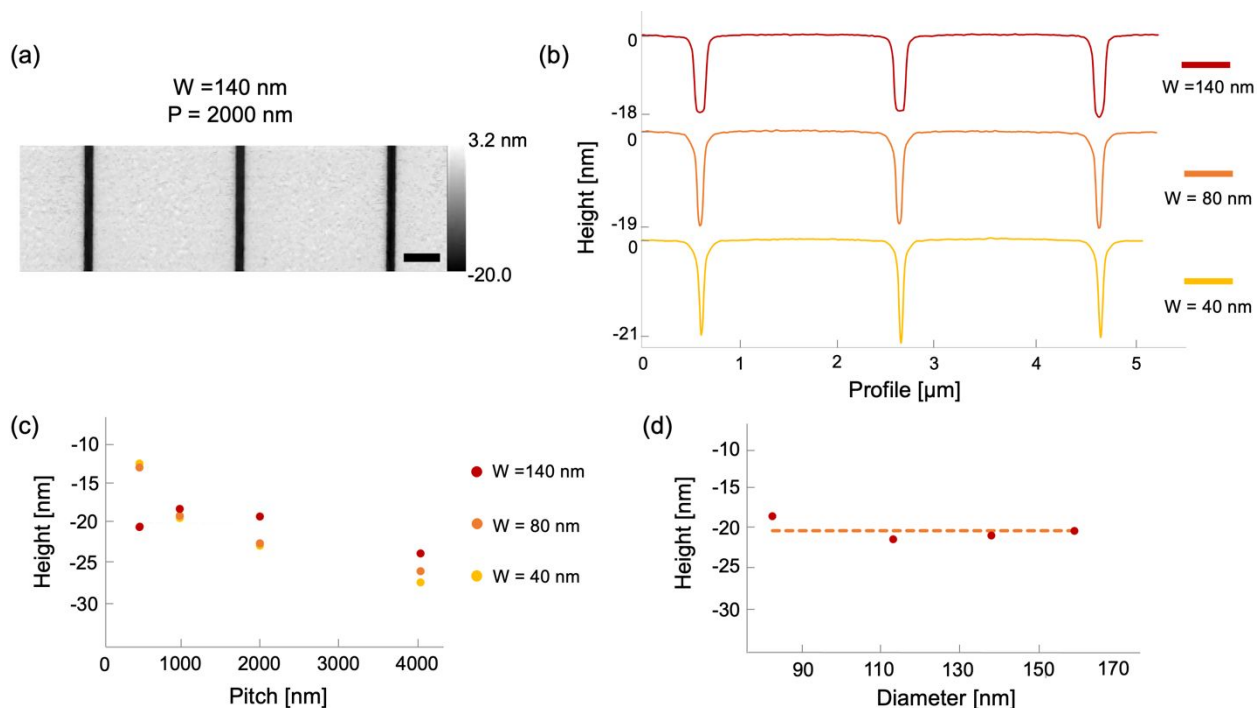 (a)
W =140 nm
P = 2000 nm
3.2 nm
-20.0
(b)
Height [nm]
0
-18
0
-19
0
-21
0 1 2 3 4 5
Profile [µm]
W =140 nm
W = 80 nm
W = 40 nm
(c)
Height [nm]
-10
-15
-20
-25
-30
0 1000 2000 3000 4000
Pitch [nm]
W =140 nm
W = 80 nm
W = 40 nm
(d)
Height [nm]
-10
-15
-20
-25
-30
90 110 130 150 170
Diameter [nm]